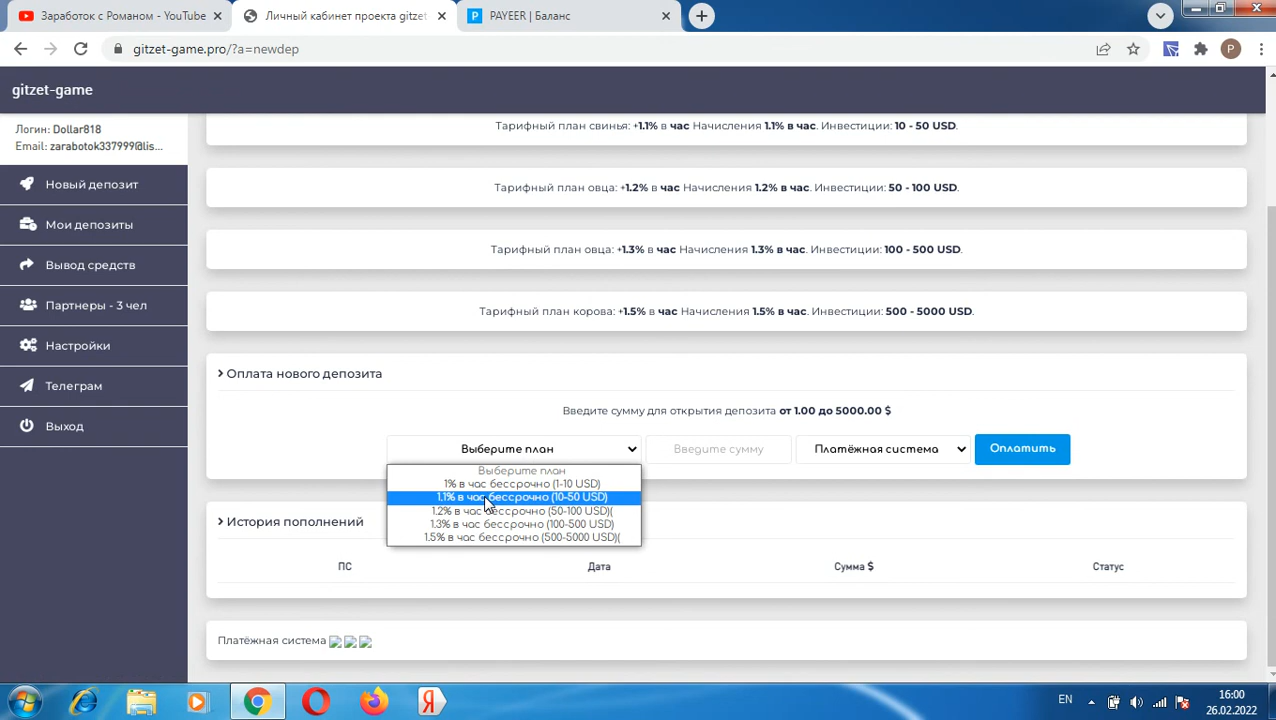 Заработок с Романом - YouTube
Личный кабинет проекта gitzet
PAYEER | Баланс
gitzet-game.pro/?a=newdep
P
gitzet-game
Логин: Dollar818
Email: zarabotok337999@lis...
Новый депозит
Мои депозиты
Вывод средств
Партнеры - 3 чел
Настройки
Телеграм
Выход
Тарифный план свинья: +1.1% в час Начисления 1.1% в час. Инвестиции: 10 - 50 USD.
Тарифный план овца: +1.2% в час Начисления 1.2% в час. Инвестиции: 50 - 100 USD.
Тарифный план овца: +1.3% в час Начисления 1.3% в час. Инвестиции: 100 - 500 USD.
Тарифный план корова: +1.5% в час Начисления 1.5% в час. Инвестиции: 500 - 5000 USD.
Оплата нового депозита
Введите сумму для открытия депозита от 1.00 до 5000.00 $
Выберите план
Введите сумму
Платёжная система
Оплатить
Выберите план
1% в час бессрочно (1-10 USD)
1.1% в час бессрочно (10-50 USD)
1.2% в час бессрочно (50-100 USD)(
1.3% в час бессрочно (100-500 USD)
1.5% в час бессрочно (500-5000 USD)(
История пополнений
ПС Дата Сумма $ Статус
Платёжная система
EN
16:00
26.02.2022